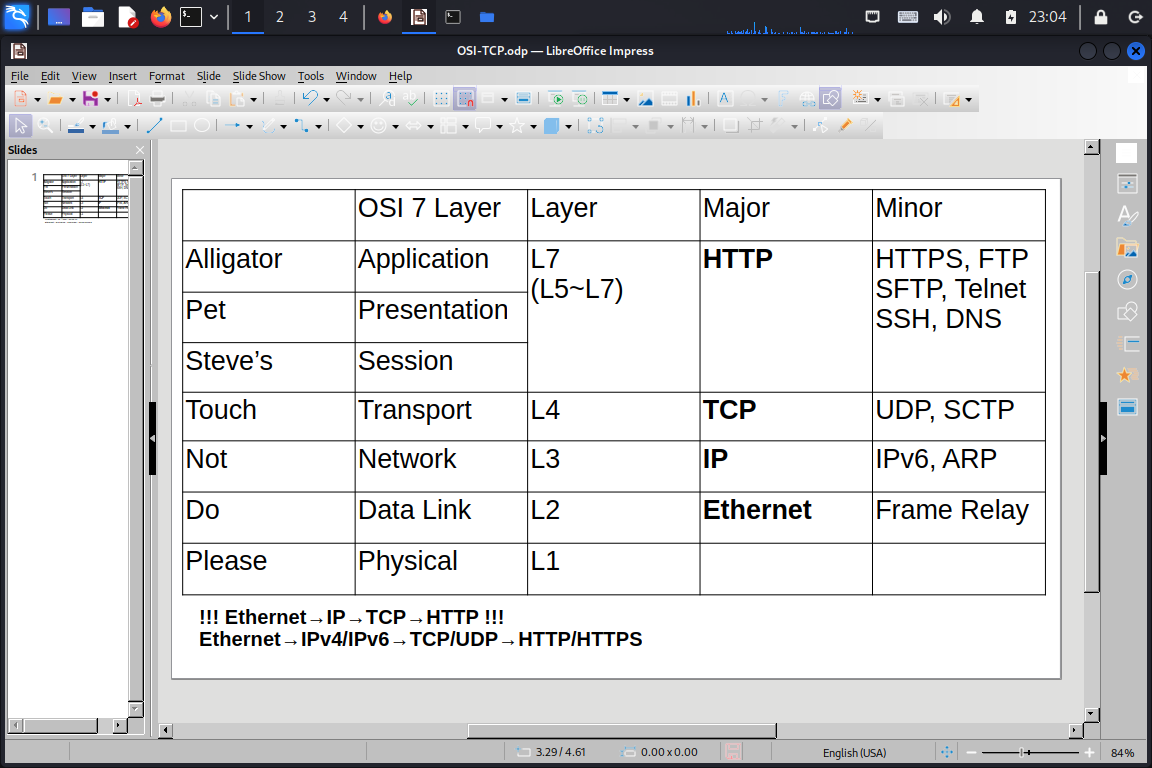 1 2 3 4 23:04
OSI-TCP.odp — LibreOffice Impress
File Edit View Insert Format Slide Slide Show Tools Window Help
Slides
1
OSI 7 Layer Layer Major Minor
Alligator Application L7 HTTP HTTPS, FTP
(L5~L7) SFTP, Telnet
Pet Presentation SSH, DNS
Steve’s Session
Touch Transport L4 TCP UDP, SCTP
Not Network L3 IP IPv6, ARP
Do Data Link L2 Ethernet Frame Relay
Please Physical L1
!!! Ethernet→IP→TCP→HTTP !!!
Ethernet→IPv4/IPv6→TCP/UDP→HTTP/HTTPS
3.29 / 4.61 0.00 x 0.00 English (USA) 84%